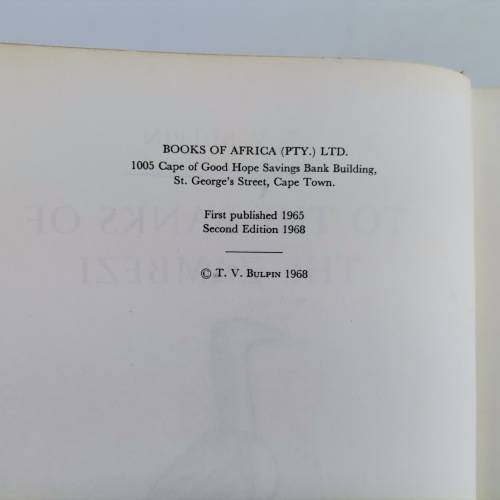 BOOKS OF AFRICA (PTY.) LTD.
1005 Cape of Good Hope Savings Bank Building,
St. George's Street, Cape Town.
First published 1965
Second Edition 1968
© T. V. BULPIN 1968